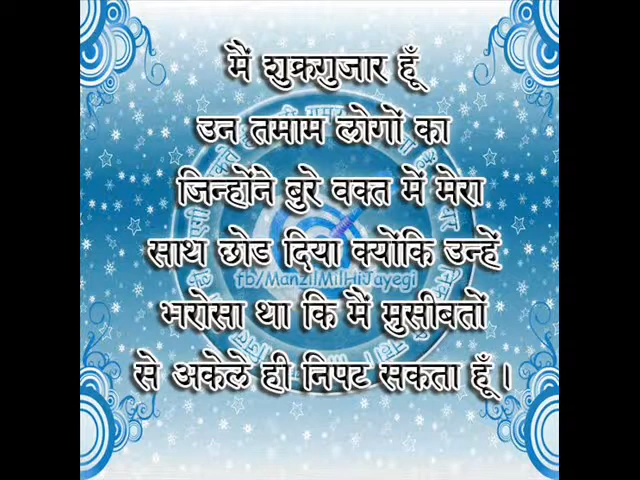 मैं शुक्रगुजार हूँ
उन तमाम लोगों का
जिन्होंने बुरे वक्त में मेरा
साथ छोड दिया क्योंकि उन्हें
fb/ManzilMilHiJayegi
भरोसा था कि मैं मुसीबतों
से अकेले ही निपट सकता हूँ।